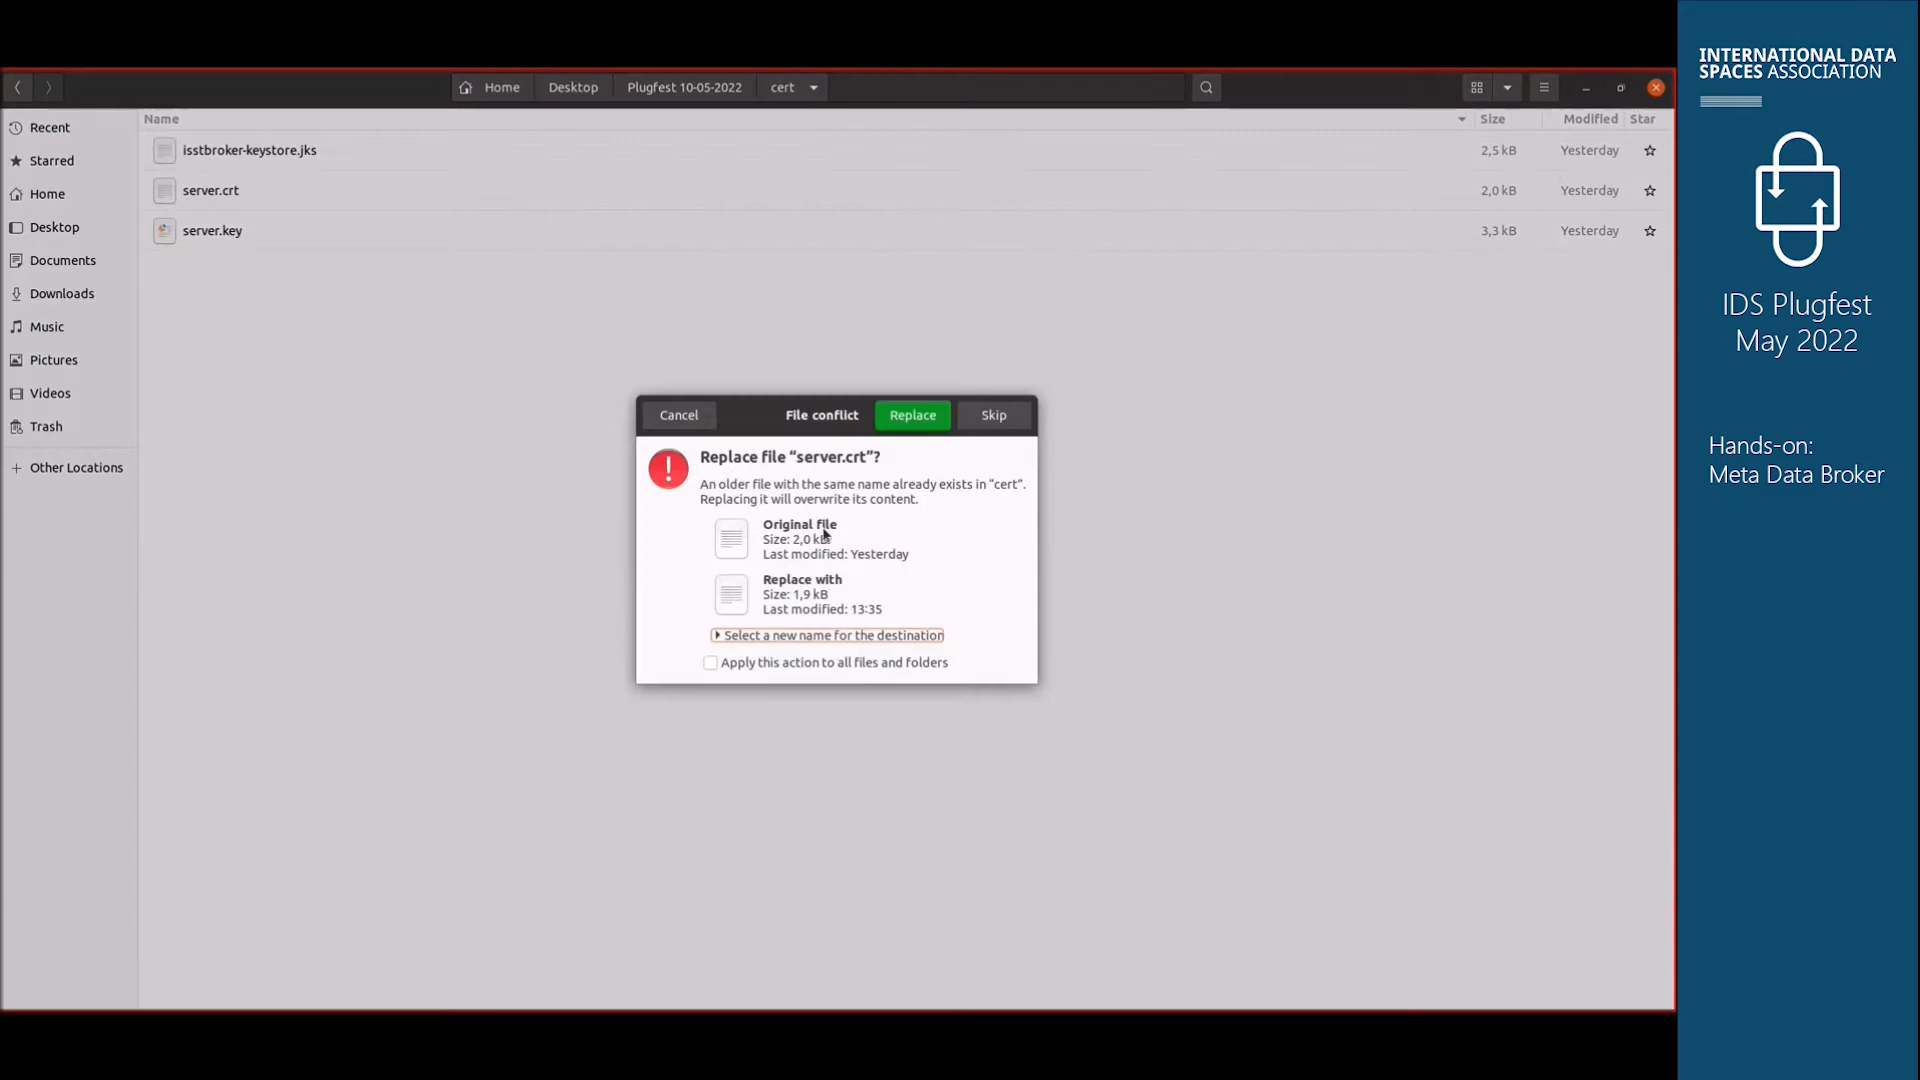 Home
Desktop
Plugfest 10-05-2022
cert
Name
Size
Modified
Star
Recent
Starred
Home
Desktop
Documents
Downloads
Music
Pictures
Videos
Trash
Other Locations
isstbroker-keystore.jks
2,5 kB
Yesterday
server.crt
2,0 kB
Yesterday
server.key
3,3 kB
Yesterday
Cancel
File conflict
Replace
Skip
Replace file “server.crt”?
An older file with the same name already exists in “cert”.
Replacing it will overwrite its content.
Original file
Size: 2,0 kB
Last modified: Yesterday
Replace with
Size: 1,9 kB
Last modified: 13:35
Select a new name for the destination
Apply this action to all files and folders
INTERNATIONAL DATA
SPACES ASSOCIATION
IDS Plugfest
May 2022
Hands-on:
Meta Data Broker